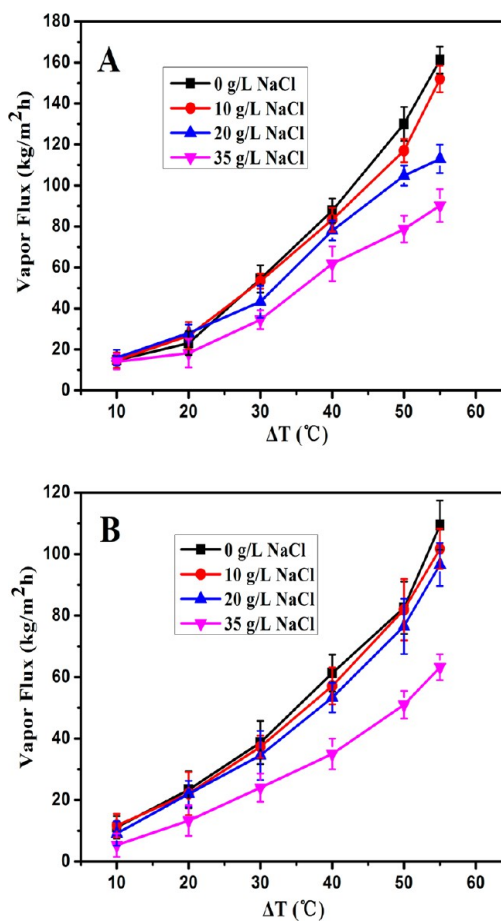 160
140
120
100
80
60
40
20
0
Vapor Flux (kg/m²h)
A
0 g/L NaCl
10 g/L NaCl
20 g/L NaCl
35 g/L NaCl
10 20 30 40 50 60
ΔT (℃)
180
120
100
80
60
40
20
0
Vapor Flux (kg/m²h)
B
0 g/L NaCl
10 g/L NaCl
20 g/L NaCl
35 g/L NaCl
10 20 30 40 50 60
ΔT (℃)